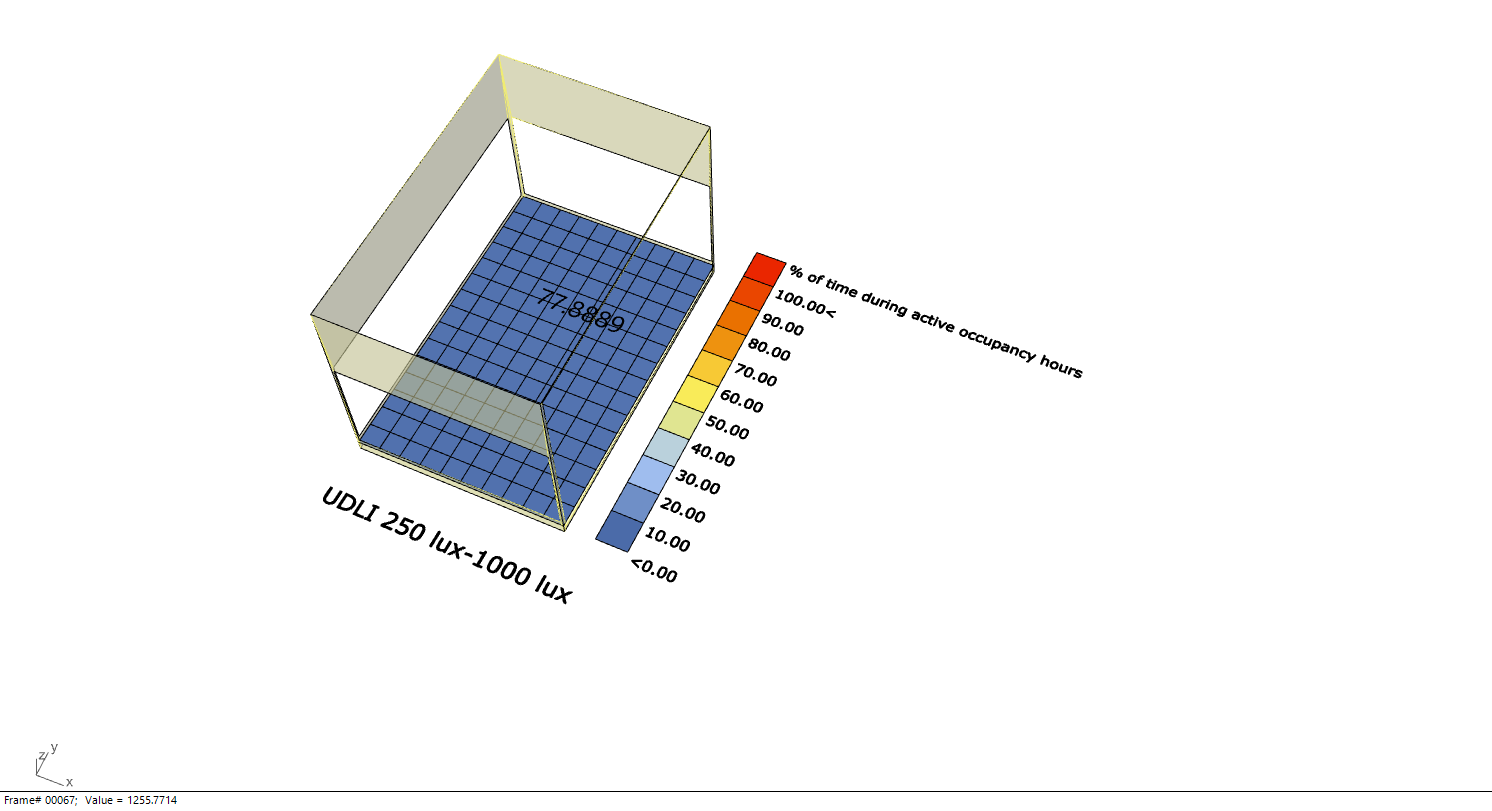 77.8889
% of time during active occupancy hours
100.00<
90.00
80.00
70.00
60.00
50.00
40.00
30.00
20.00
10.00
<0.00
UDLI 250 lux-1000 lux
z y
x
Frame# 00067; Value = 1255.7714